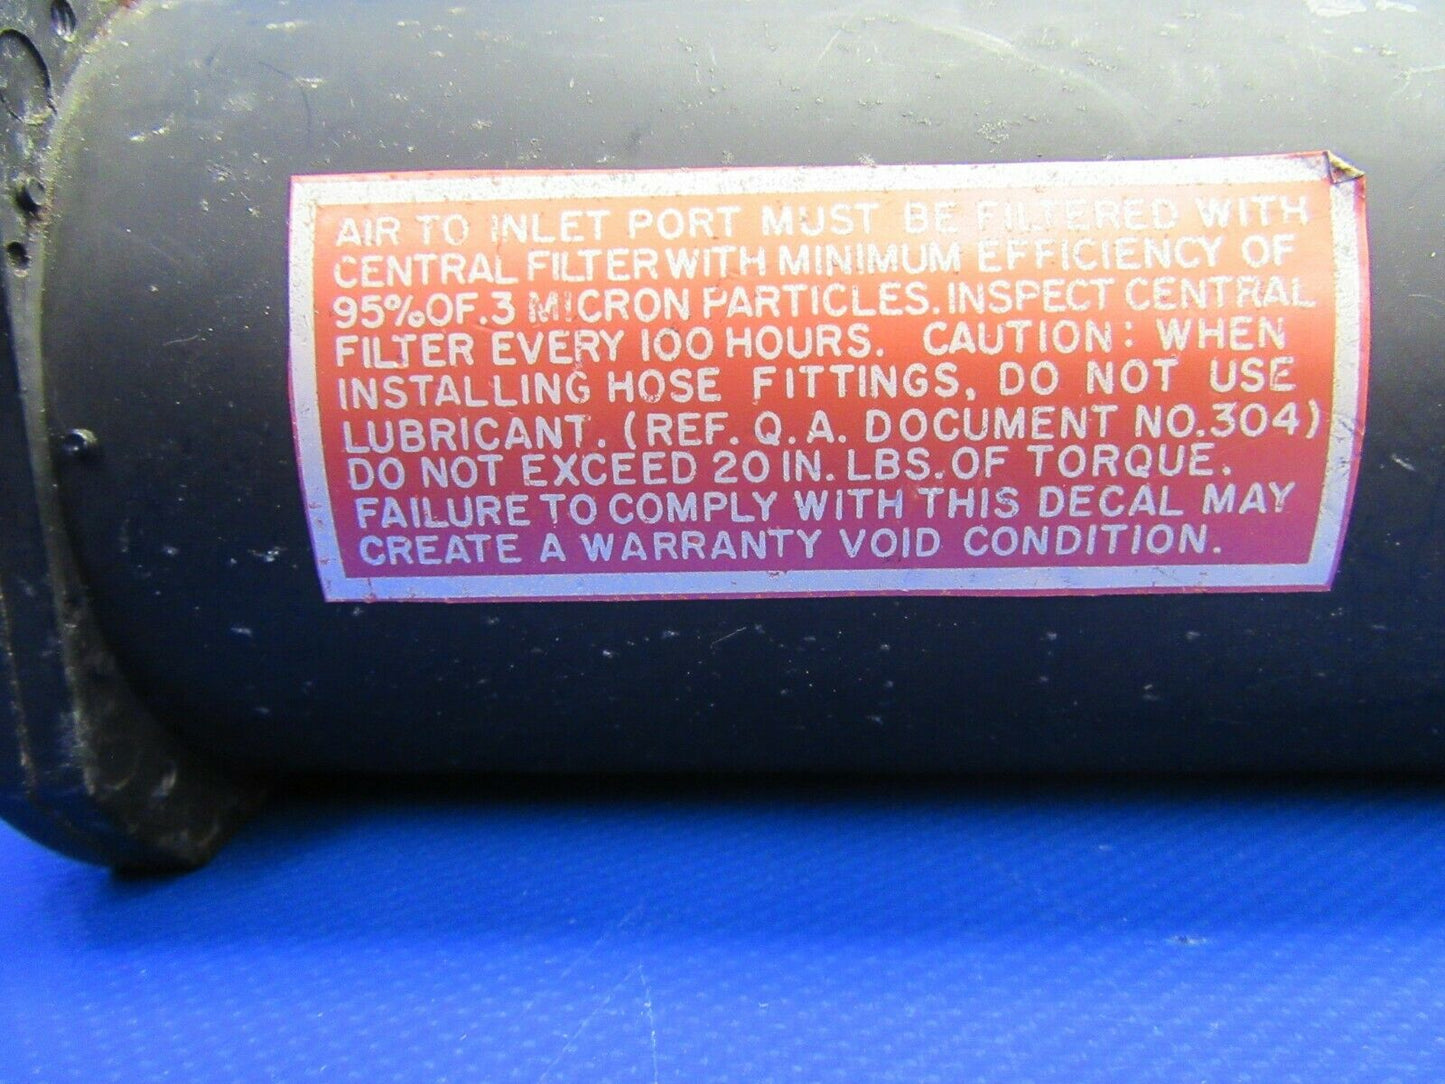 AIR TO INLET PORT MUST BE FILTERED WITH
CENTRAL FILTER WITH MINIMUM EFFICIENCY OF
95% OF .3 MICRON PARTICLES. INSPECT CENTRAL
FILTER EVERY 100 HOURS. CAUTION: WHEN
INSTALLING HOSE FITTINGS, DO NOT USE
LUBRICANT. (REF. Q.A. DOCUMENT NO. 304)
DO NOT EXCEED 20 IN. LBS. OF TORQUE.
FAILURE TO COMPLY WITH THIS DECAL MAY
CREATE A WARRANTY VOID CONDITION.